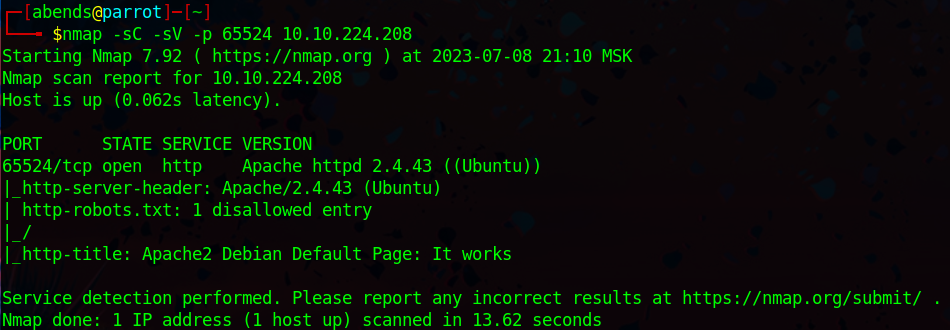 ┌─[abends@parrot]─[~]
└──╼ $nmap -sC -sV -p 65524 10.10.224.208
Starting Nmap 7.92 ( https://nmap.org ) at 2023-07-08 21:10 MSK
Nmap scan report for 10.10.224.208
Host is up (0.062s latency).

PORT      STATE SERVICE VERSION
65524/tcp open  http    Apache httpd 2.4.43 ((Ubuntu))
|_http-server-header: Apache/2.4.43 (Ubuntu)
| http-robots.txt: 1 disallowed entry
|_/
|_http-title: Apache2 Debian Default Page: It works

Service detection performed. Please report any incorrect results at https://nmap.org/submit/ .
Nmap done: 1 IP address (1 host up) scanned in 13.62 seconds